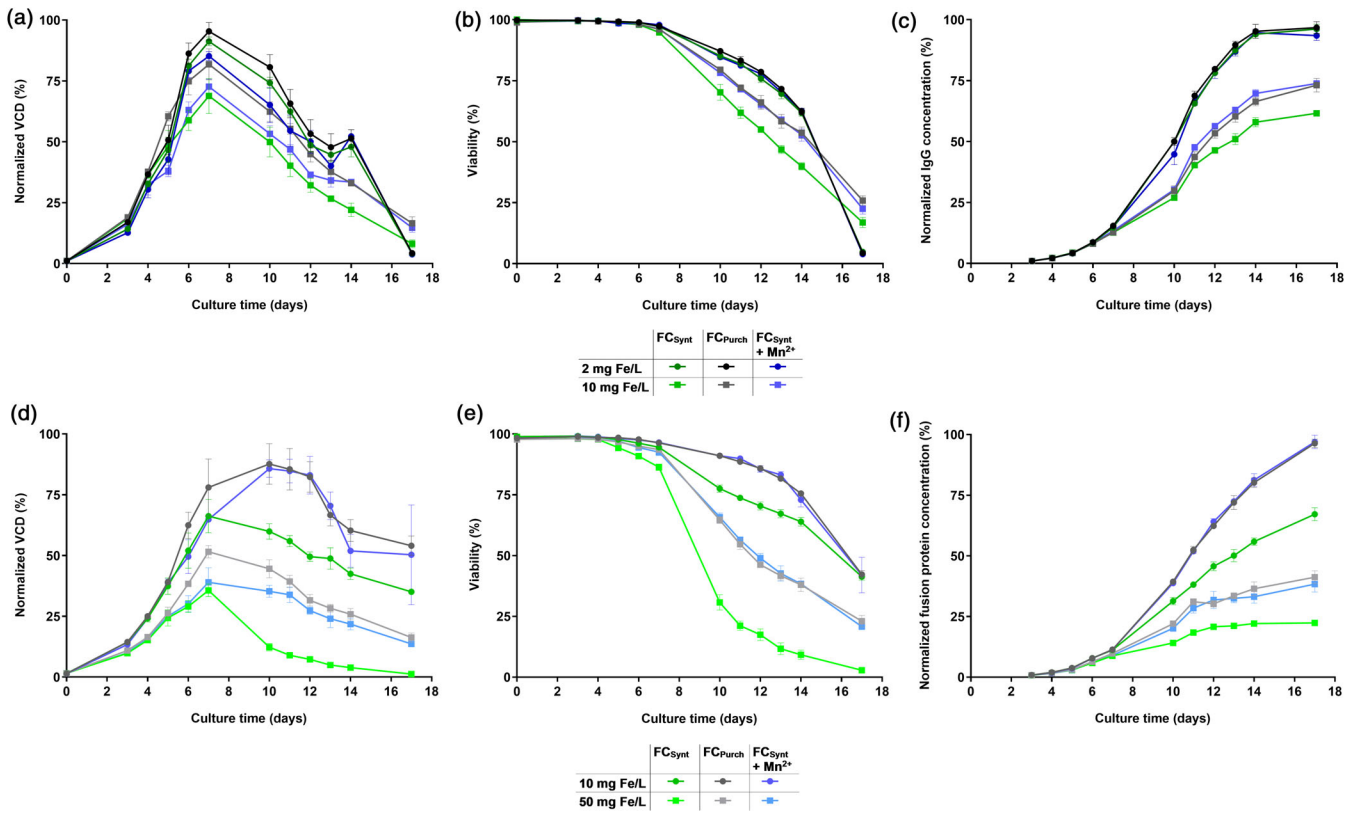 (a)
Normalized VCD (%)
100
75
50
25
0
0 2 4 6 8 10 12 14 16 18
Culture time (days)
(b)
Viability (%)
100
75
50
25
0
0 2 4 6 8 10 12 14 16 18
Culture time (days)
(c)
Normalized IgG concentration (%)
100
75
50
25
0
0 2 4 6 8 10 12 14 16 18
Culture time (days)
FCSynt FCPurch FCSynt
+ Mn²⁺
2 mg Fe/L
10 mg Fe/L
(d)
Normalized VCD (%)
100
75
50
25
0
0 2 4 6 8 10 12 14 16 18
Culture time (days)
(e)
Viability (%)
100
75
50
25
0
0 2 4 6 8 10 12 14 16 18
Culture time (days)
(f)
Normalized fusion protein concentration (%)
100
75
50
25
0
0 2 4 6 8 10 12 14 16 18
Culture time (days)
FCSynt FCPurch FCSynt
+ Mn²⁺
10 mg Fe/L
50 mg Fe/L